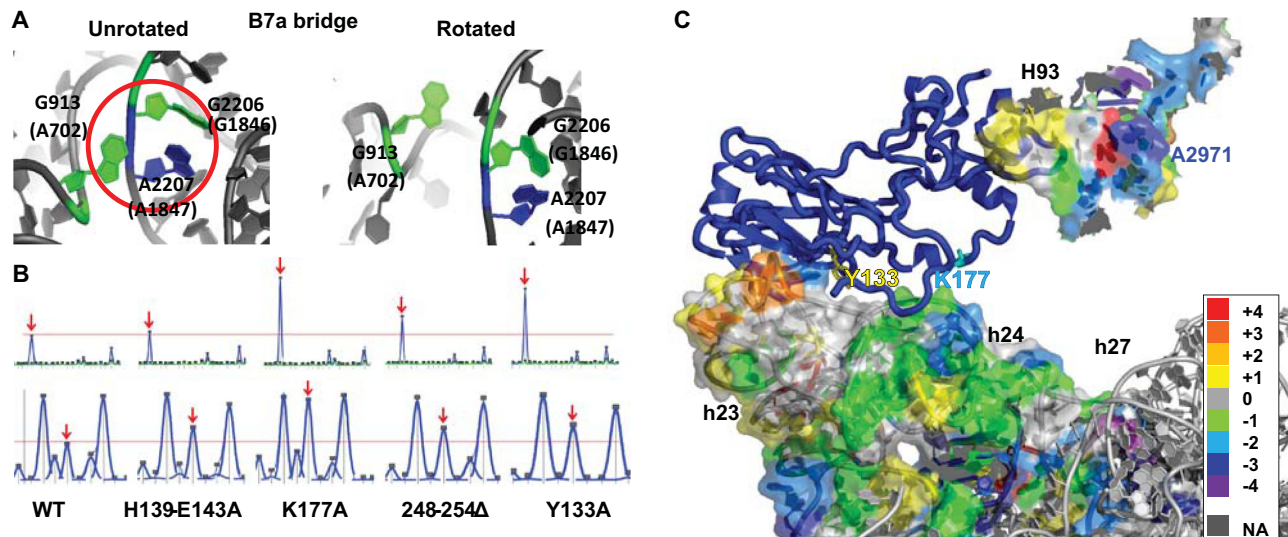 A
B7a bridge
Unrotated
Rotated
G913
(A702)
G2206
(G1846)
A2207
(A1847)
G913
(A702)
G2206
(G1846)
A2207
(A1847)
B
WT
H139-E143A
K177A
248-254Δ
Y133A
C
H93
A2971
Y133
K177
h24
h27
h23
+4
+3
+2
+1
0
-1
-2
-3
-4
NA